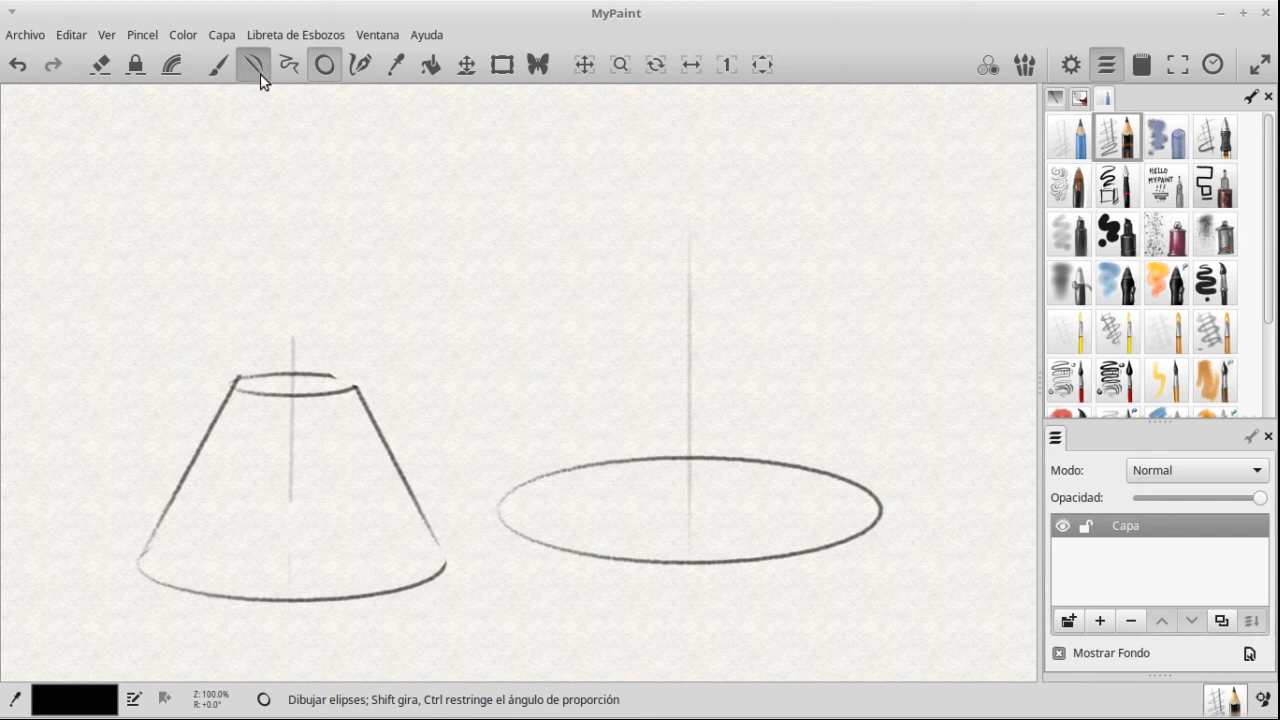 MyPaint
Archivo Editar Ver Pincel Color Capa Libreta de Esbozos Ventana Ayuda
1
HELLO
MYPAINT
!!!
Modo: Normal
Opacidad:
Capa
Mostrar Fondo
Z: 100.0%
R: +0.0°
Dibujar elipses; Shift gira, Ctrl restringe el ángulo de proporción